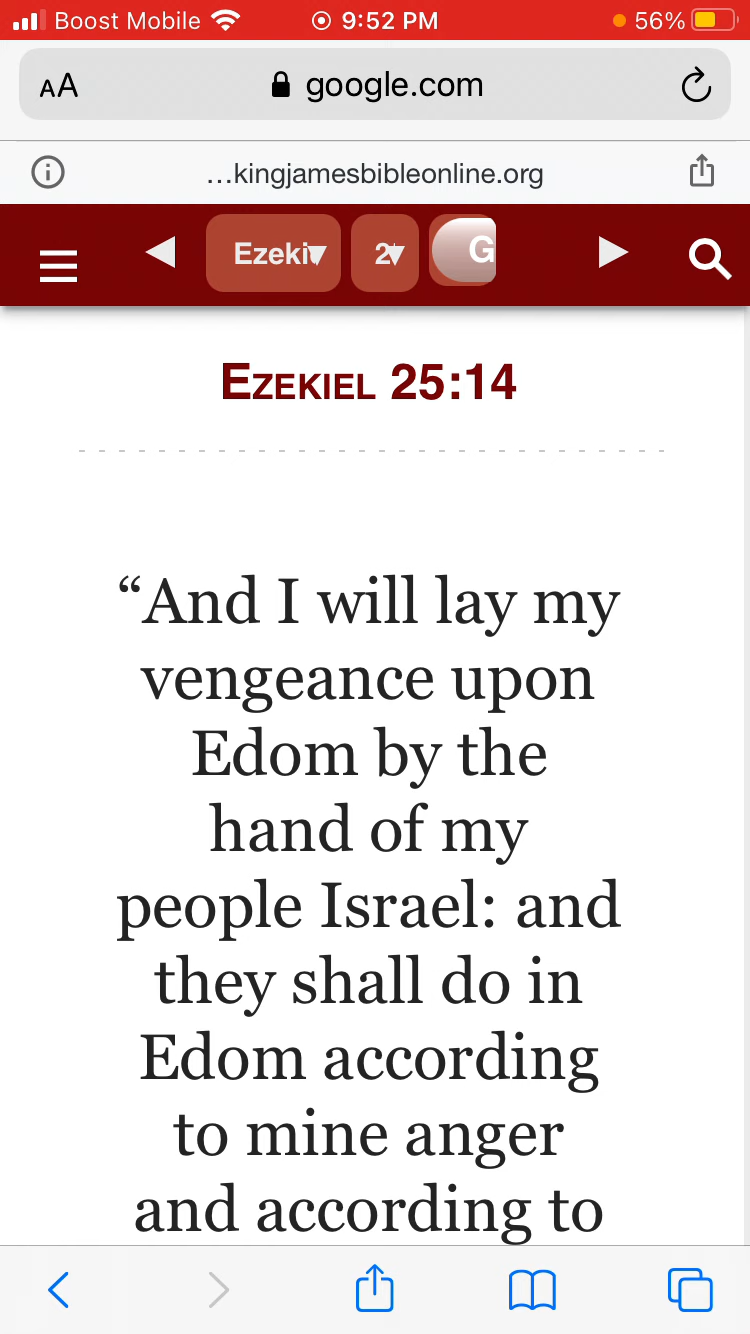 Boost Mobile 9:52 PM 56%
AA google.com
...kingjamesbibleonline.org
Ezeki 2 G
EZEKIEL 25:14
“And I will lay my
vengeance upon
Edom by the
hand of my
people Israel: and
they shall do in
Edom according
to mine anger
and according to